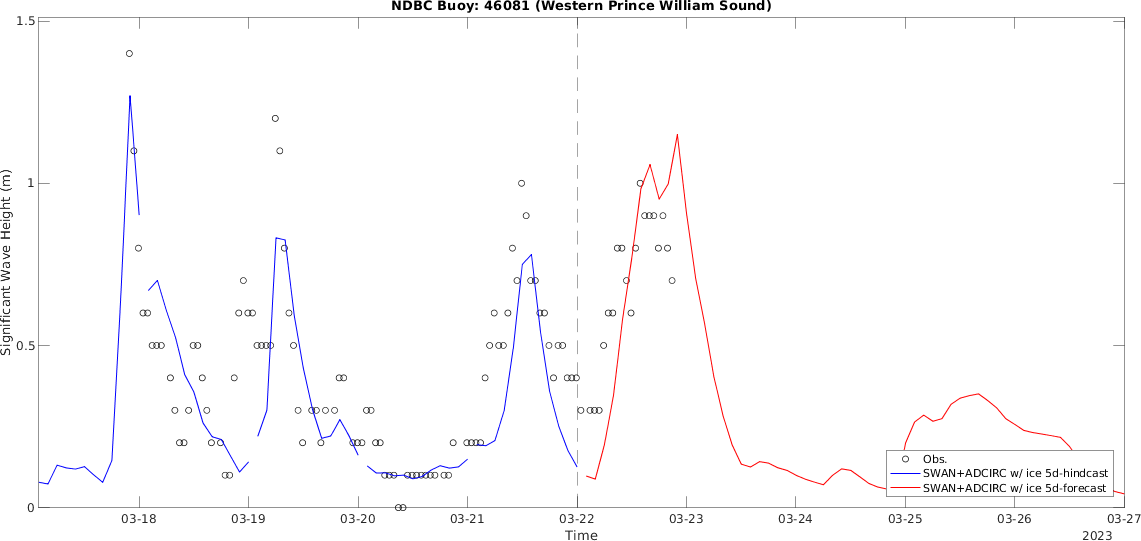 NDBC Buoy: 46081 (Western Prince William Sound)
1.5
1
0.5
0
Significant Wave Height (m)
Obs.
SWAN+ADCIRC w/ ice 5d-hindcast
SWAN+ADCIRC w/ ice 5d-forecast
03-18 03-19 03-20 03-21 03-22 03-23 03-24 03-25 03-26 03-27
Time
2023